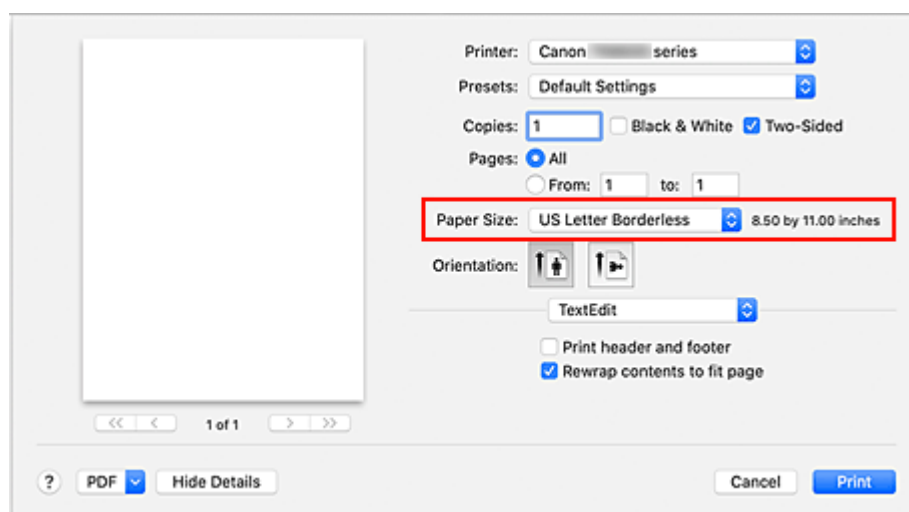 Printer: Canon series
Presets: Default Settings
Copies: 1 Black & White Two-Sided
Pages: All
From: 1 to: 1
Paper Size: US Letter Borderless 8.50 by 11.00 inches
Orientation:
TextEdit
Print header and footer
Rewrap contents to fit page
<< < 1 of 1 > >>
? PDF Hide Details Cancel Print